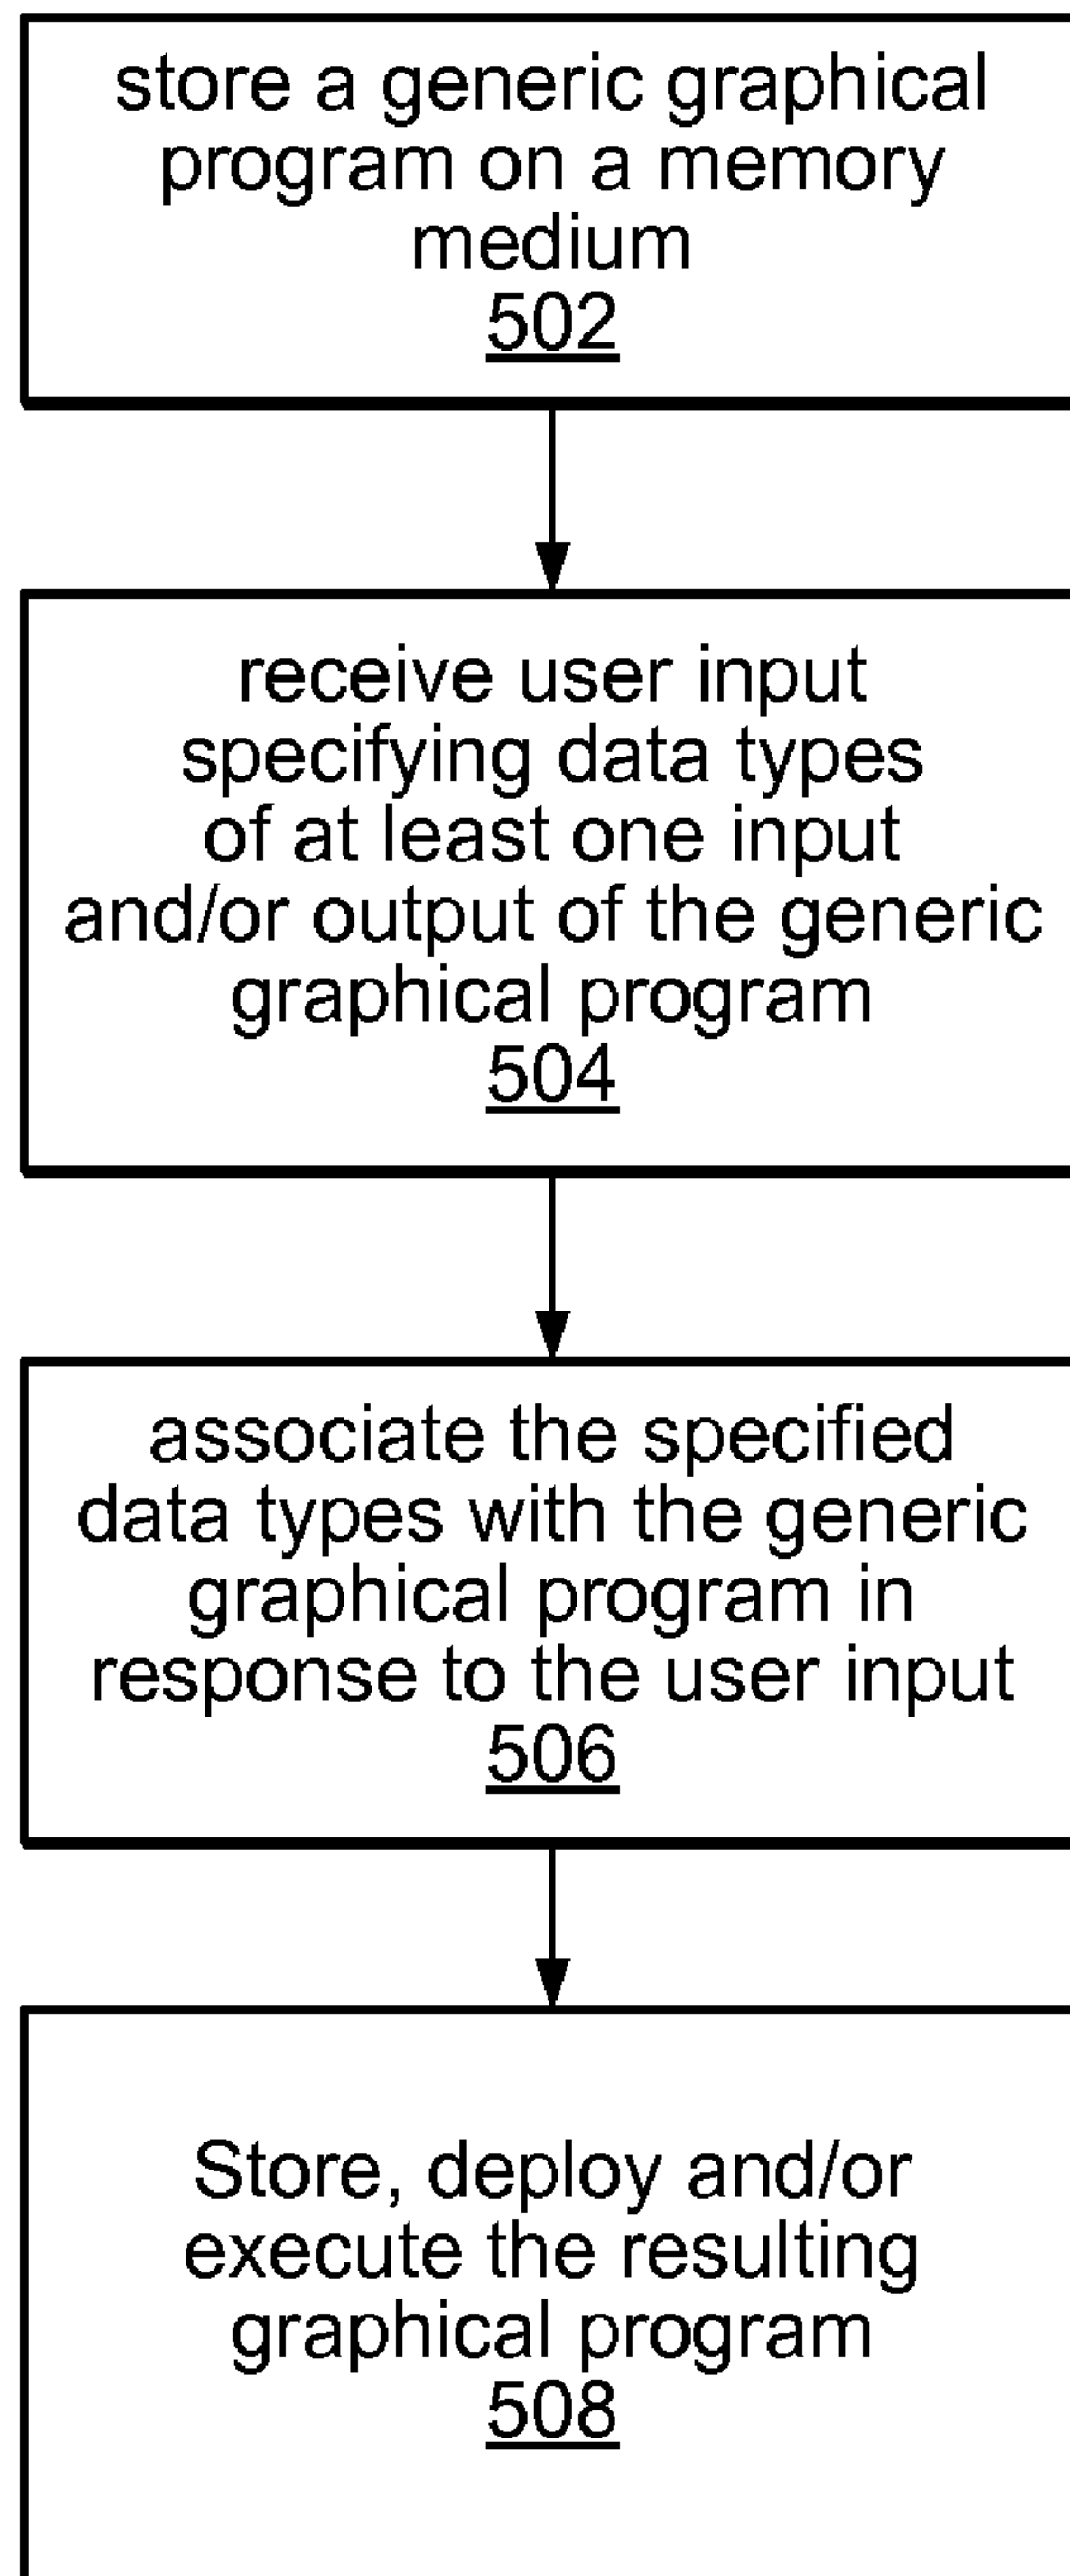 store a generic graphical
program on a memory
medium
502
receive user input
specifying data types
of at least one input
and/or output of the generic
graphical program
504
associate the specified
data types with the generic
graphical program in
response to the user input
506
Store, deploy and/or
execute the resulting
graphical program
508